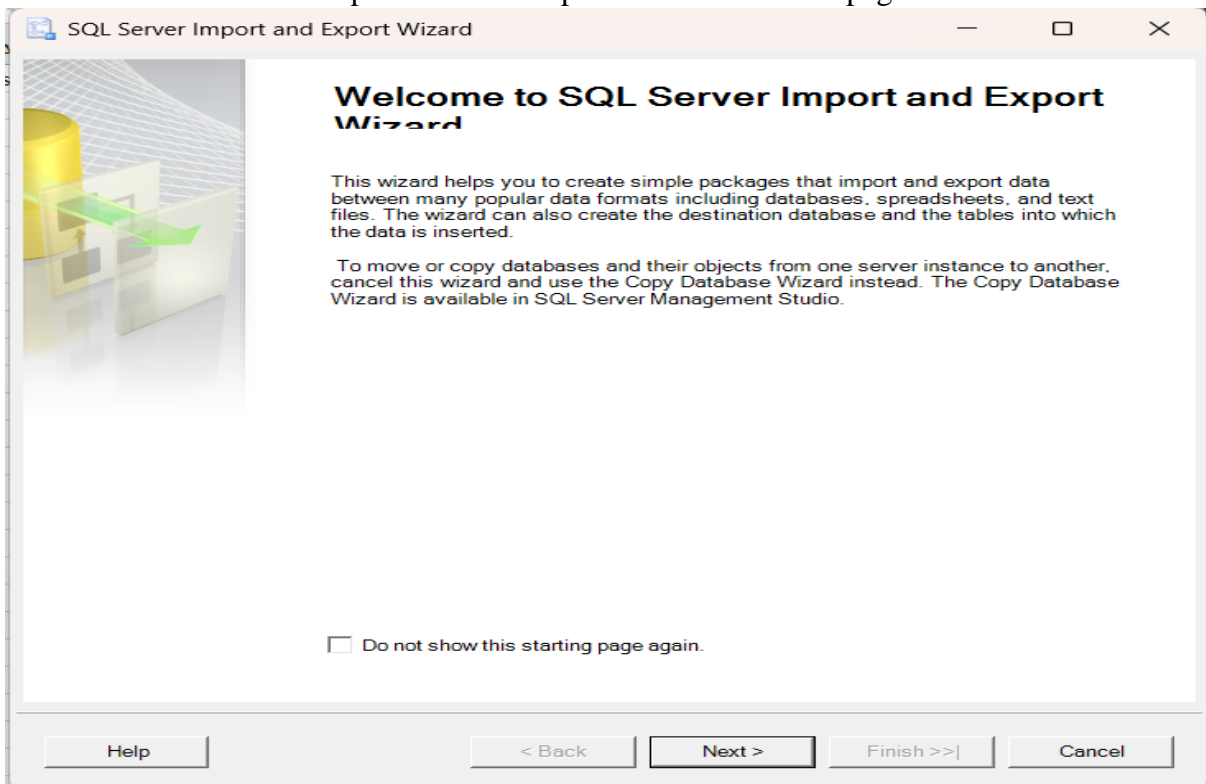 SQL Server Import and Export Wizard
Welcome to SQL Server Import and Export
Wizard
This wizard helps you to create simple packages that import and export data
between many popular data formats including databases, spreadsheets, and text
files. The wizard can also create the destination database and the tables into which
the data is inserted.
To move or copy databases and their objects from one server instance to another,
cancel this wizard and use the Copy Database Wizard instead. The Copy Database
Wizard is available in SQL Server Management Studio.
Do not show this starting page again.
Help
< Back
Next >
Finish >>|
Cancel